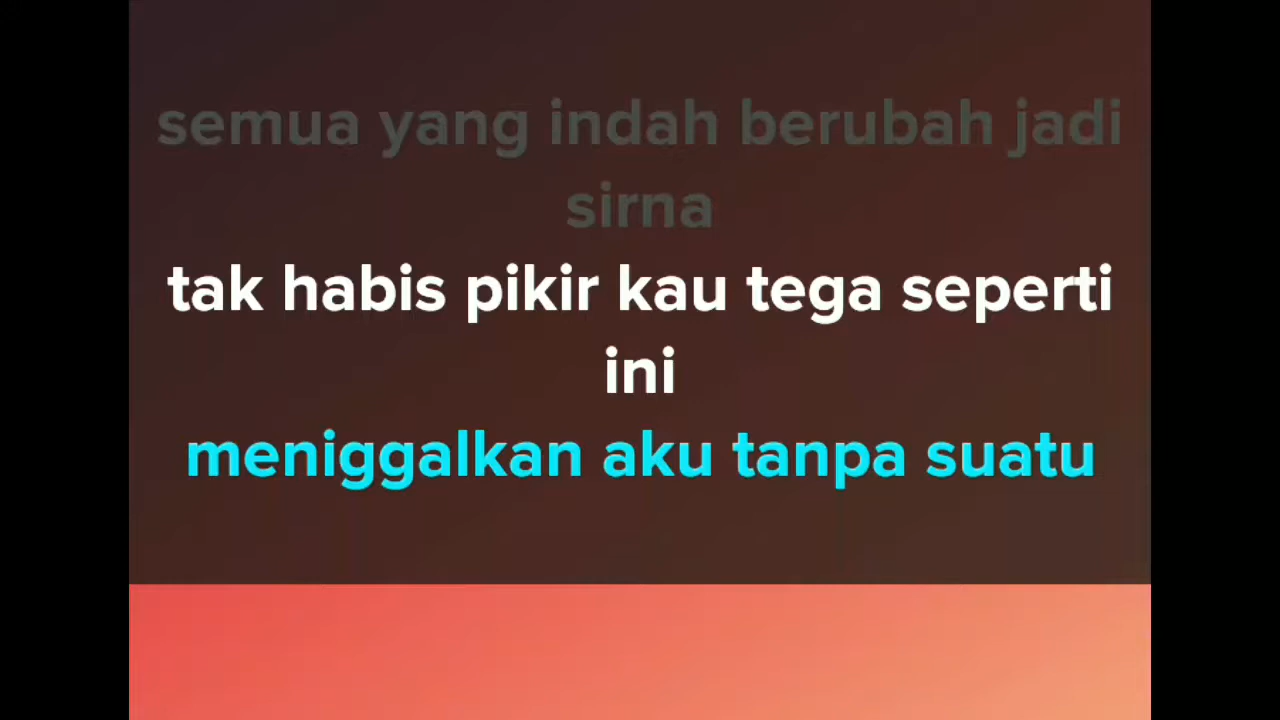 semua yang indah berubah jadi
sirna
tak habis pikir kau tega seperti
ini
meniggalkan aku tanpa suatu